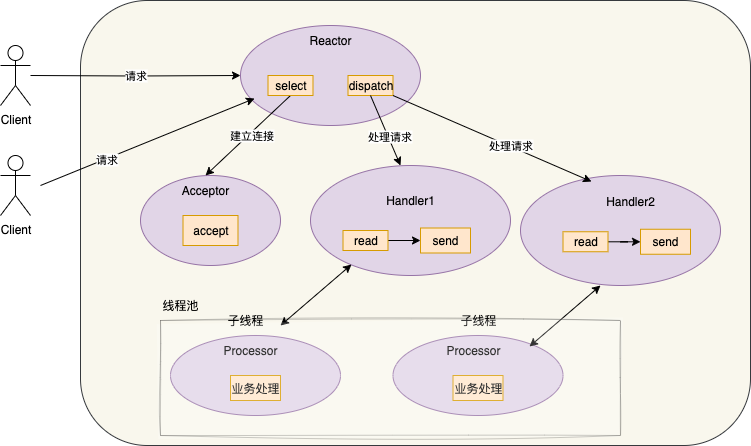 Reactor
select
dispatch
请求
Client
请求
建立连接
处理请求
处理请求
Client
Acceptor
accept
Handler1
read
send
Handler2
read
send
线程池
子线程
子线程
Processor
业务处理
Processor
业务处理